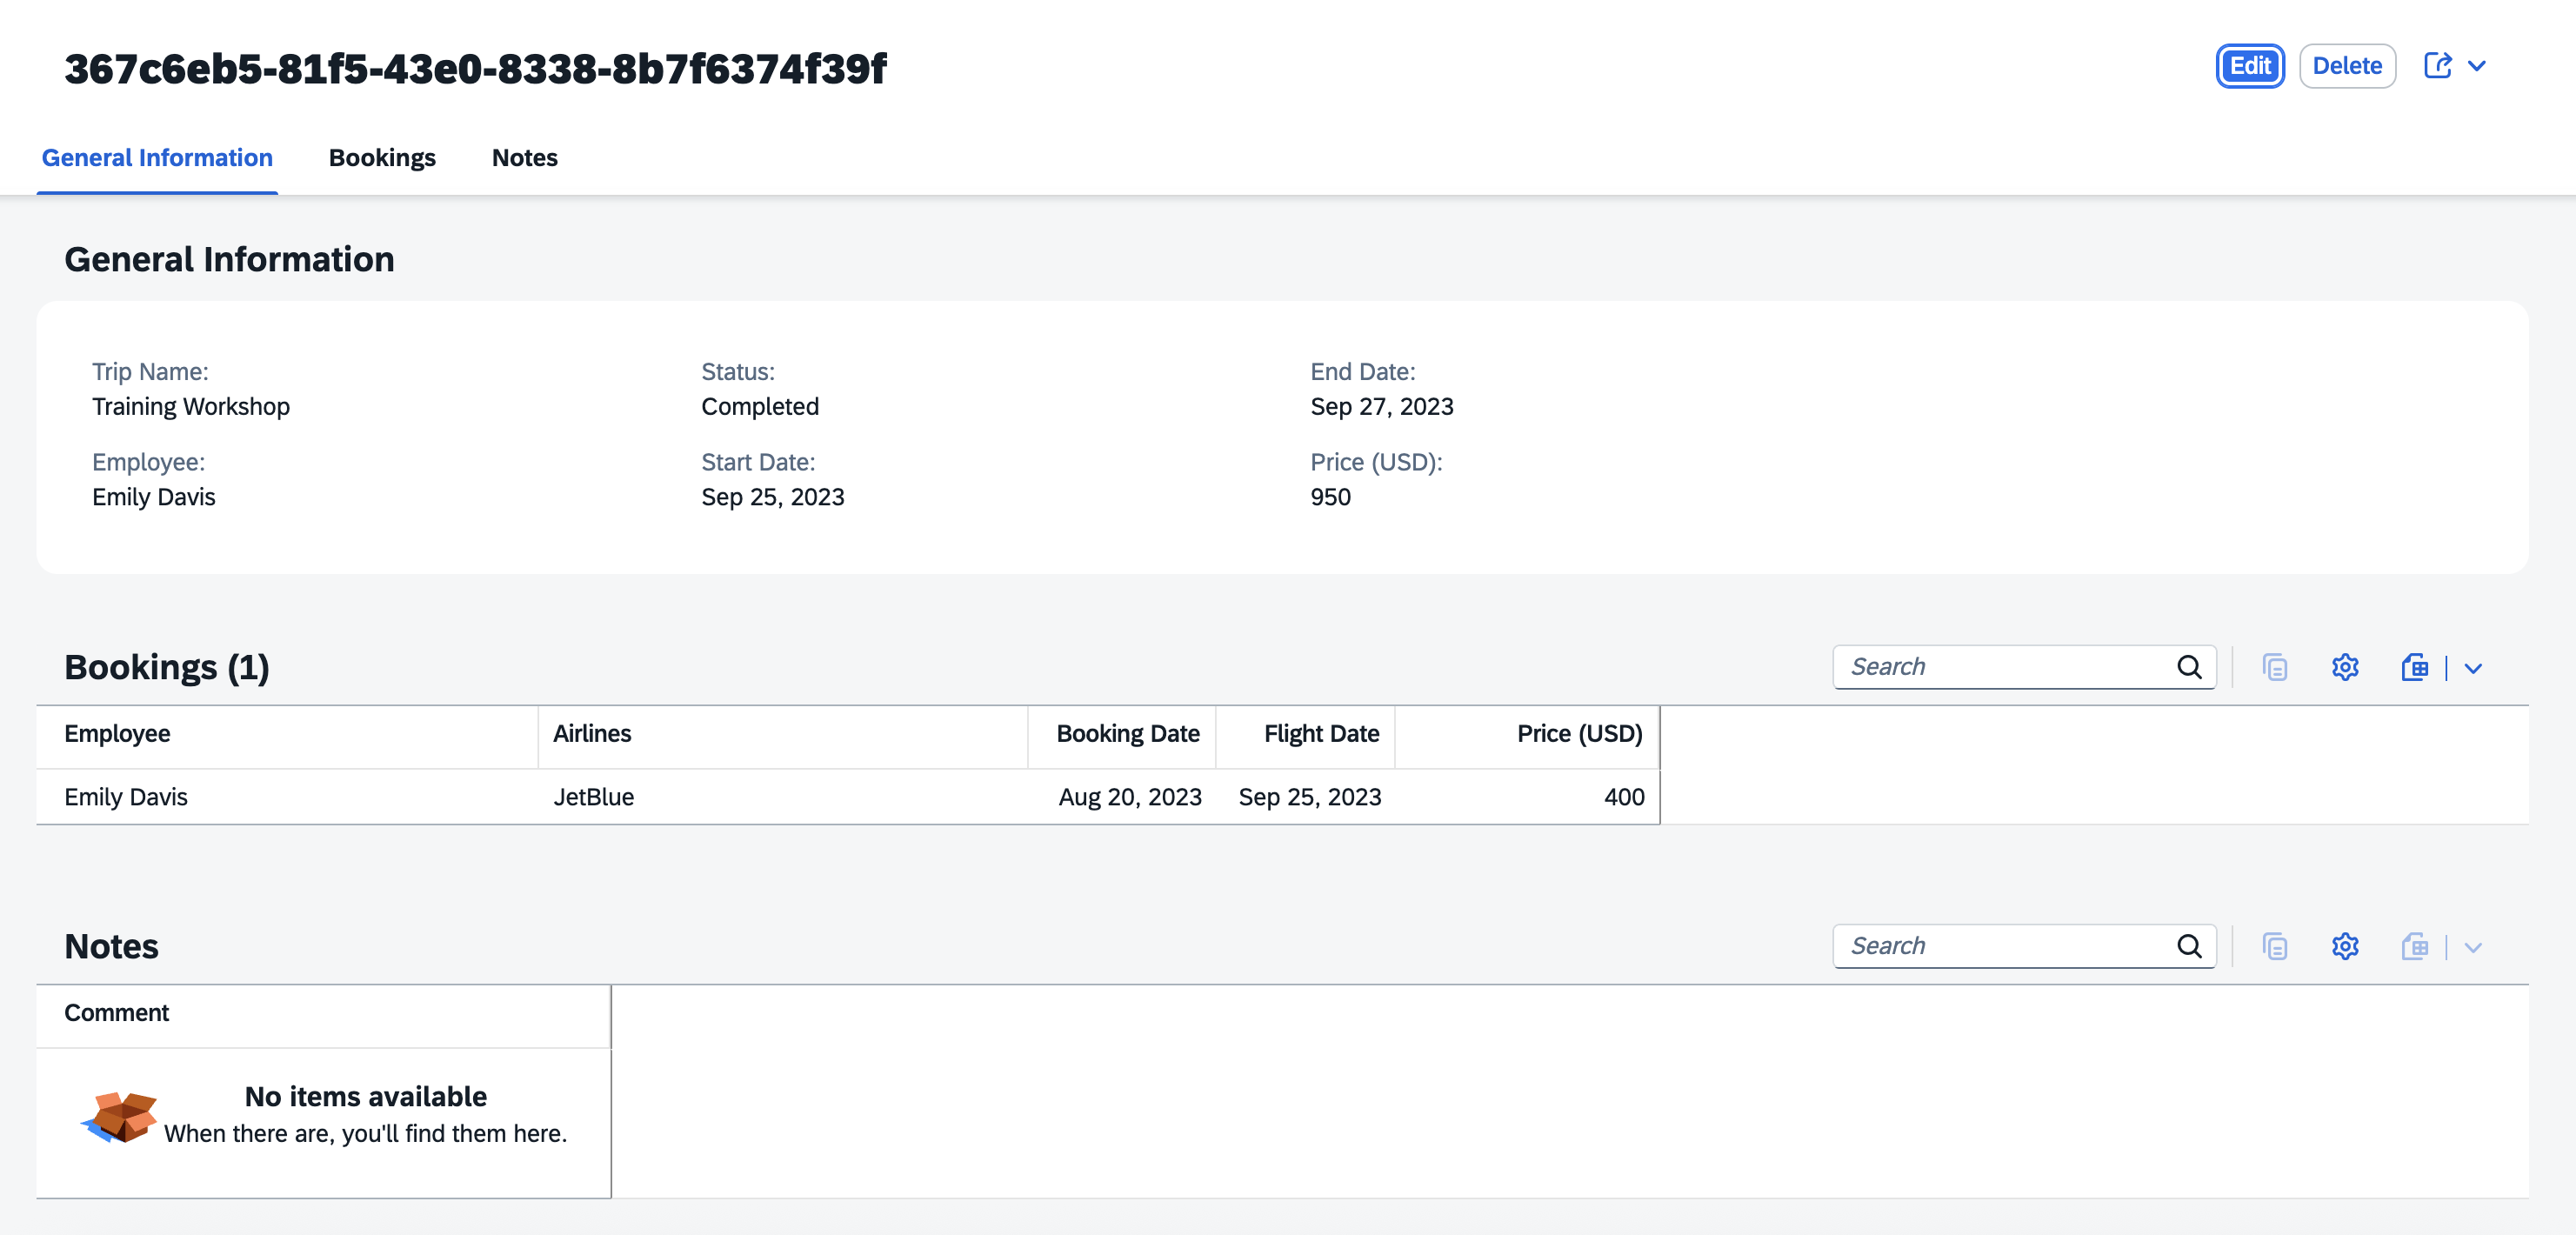 367c6eb5-81f5-43e0-8338-8b7f6374f39f
Edit
Delete
General Information
Bookings
Notes
General Information
Trip Name:
Training Workshop
Employee:
Emily Davis
Status:
Completed
Start Date:
Sep 25, 2023
End Date:
Sep 27, 2023
Price (USD):
950
Bookings (1)
Search
Employee Airlines Booking Date Flight Date Price (USD)
Emily Davis JetBlue Aug 20, 2023 Sep 25, 2023 400
Notes
Search
Comment
No items available
When there are, you'll find them here.